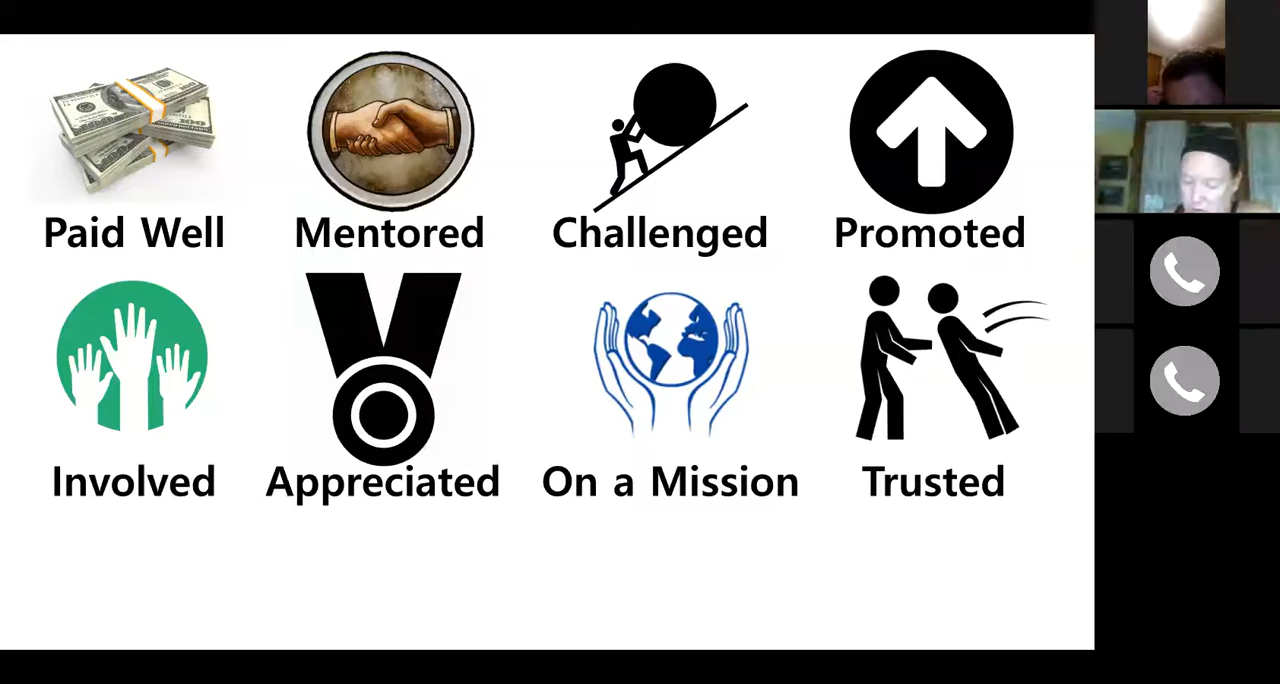 Paid Well
Mentored
Challenged
Promoted
Involved
Appreciated
On a Mission
Trusted